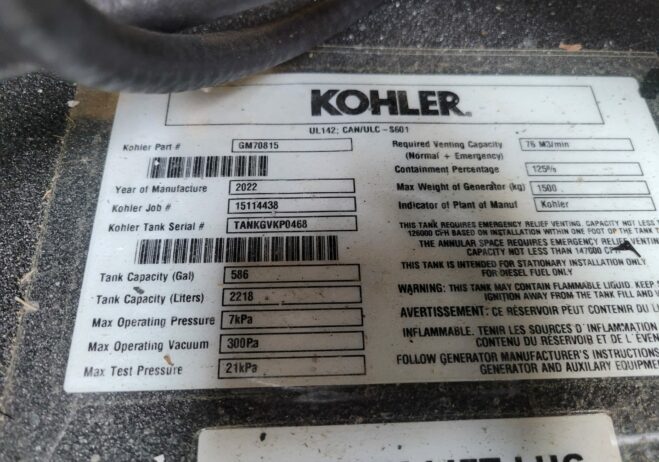 KOHLER.
UL142; CAN/ULC-S601
Kohler Part # GM70815
Year of Manufacture 2022
Kohler Job # 15114438
Kohler Tank Serial # TANKGVKP0468
Tank Capacity (Gal) 586
Tank Capacity (Liters) 2218
Max Operating Pressure 7kPa
Max Operating Vacuum 300Pa
Max Test Pressure 21kPa
Required Venting Capacity 76 M3/min
(Normal + Emergency)
Containment Percentage 125%
Max Weight of Generator (kg) 1500
Indicator of Plant of Manuf Kohler
THIS TANK REQUIRES EMERGENCY RELIEF VENTING. CAPACITY NOT LESS
126000 CFH BASED ON INSTALLATION WITHIN ONE FOOT OF THE TANK
THE ANNULAR SPACE REQUIRES EMERGENCY RELIEF
CAPACITY NOT LESS THAN
THIS TANK IS INTENDED FOR STATIONARY INSTALLATION ONLY
FOR DIESEL FUEL ONLY
WARNING: THIS TANK MAY CONTAIN FLAMMABLE LIQUID. KEEP
IGNITION AWAY FROM THE TANK FILL AND
AVERTISSEMENT: CE RÉSERVOIR PEUT CONTENIR DU
INFLAMMABLE. TENIR LES SOURCES D'INFLAMMATION
CONTENU DU RÉSERVOIR ET DE
FOLLOW GENERATOR MANUFACTURER'S INSTRUCTIONS
GENERATOR AND AUXILARY